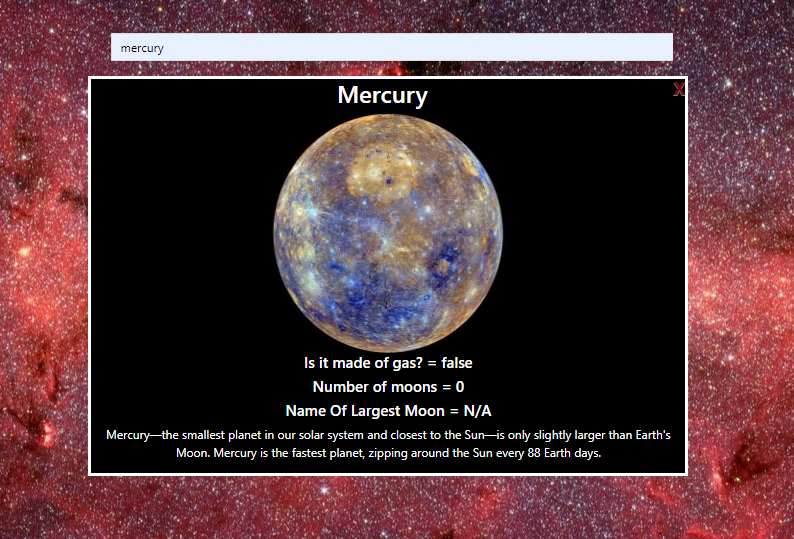 mercury
Mercury
X
Is it made of gas? = false
Number of moons = 0
Name Of Largest Moon = N/A
Mercury—the smallest planet in our solar system and closest to the Sun—is only slightly larger than Earth's
Moon. Mercury is the fastest planet, zipping around the Sun every 88 Earth days.